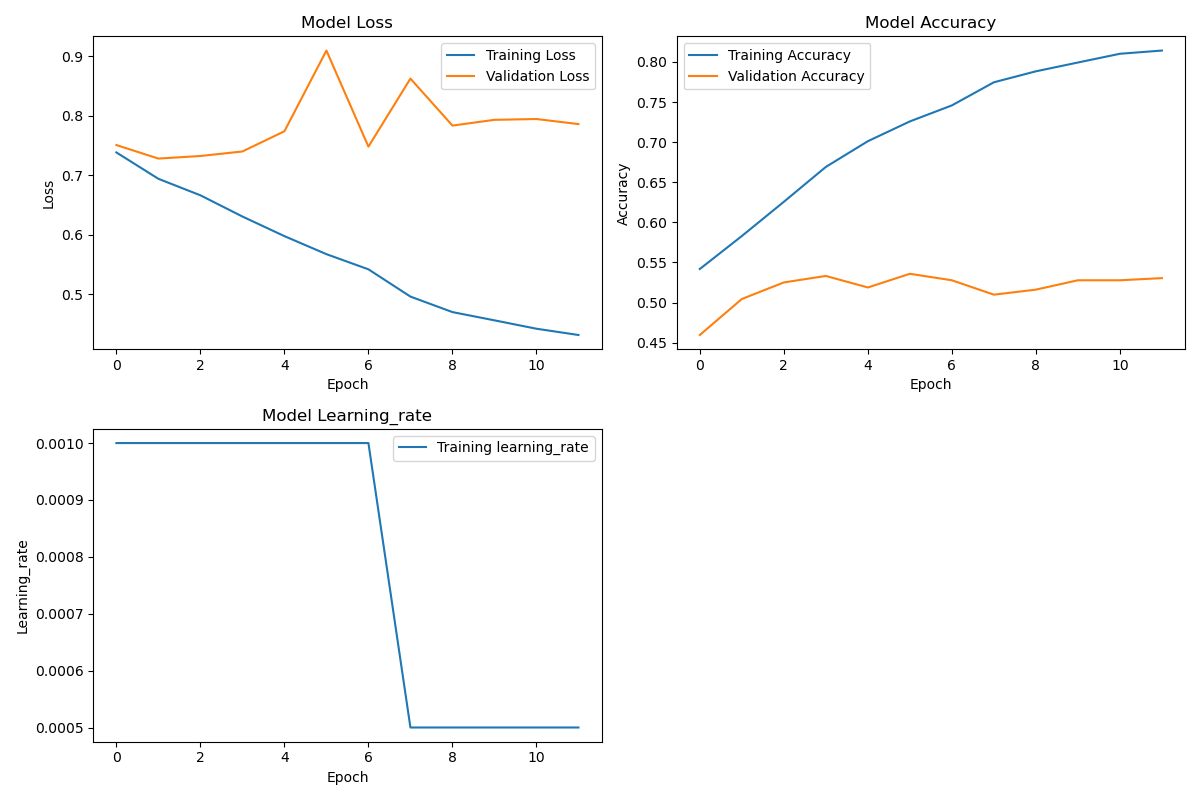 Model Loss
0.9
0.8
0.7
0.6
0.5
Loss
Training Loss
Validation Loss
0 2 4 6 8 10
Epoch
Model Accuracy
0.80
0.75
0.70
0.65
0.60
0.55
0.50
0.45
Accuracy
Training Accuracy
Validation Accuracy
0 2 4 6 8 10
Epoch
Model Learning_rate
0.0010
0.0009
0.0008
0.0007
0.0006
0.0005
Learning_rate
Training learning_rate
0 2 4 6 8 10
Epoch